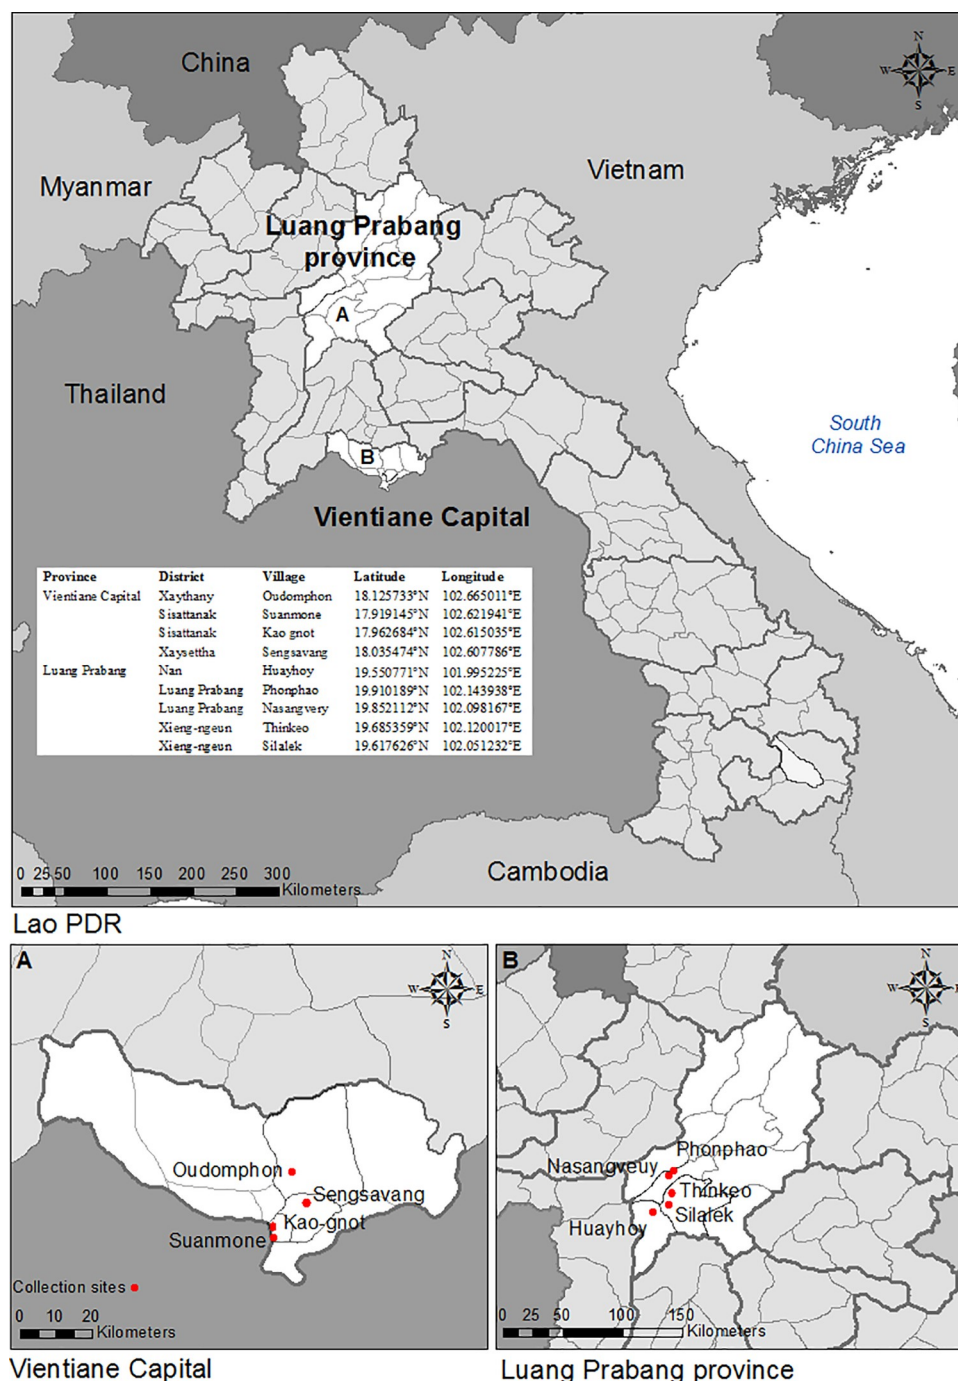 China
N
W E
S
Myanmar
Vietnam
Luang Prabang
province
A
Thailand
South
China Sea
B
Vientiane Capital
Province District Village Latitude Longitude
Vientiane Capital Xaythany Oudomphon 18.125733°N 102.665011°E
Sisattanak Suanmone 17.919145°N 102.621941°E
Sisattanak Kao gnot 17.962684°N 102.615035°E
Xaysettha Sengsavang 18.035474°N 102.607786°E
Luang Prabang Nan Huayhoy 19.550771°N 101.995225°E
Luang Prabang Phonphao 19.910189°N 102.143938°E
Luang Prabang Nasangvery 19.852112°N 102.098167°E
Xieng-ngeun Thinkeo 19.685359°N 102.120017°E
Xieng-ngeun Silalek 19.617626°N 102.051232°E
Cambodia
0 25 50 100 150 200 250 300
Kilometers
Lao PDR
A
N
W E
S
Oudomphon
Sengsavang
Kao-gnot
Suanmone
Collection sites
0 10 20
Kilometers
Vientiane Capital
B
N
W E
S
Phonphao
Nasangveuy
Thinkeo
Silalek
Huayhoy
0 25 50 100 150
Kilometers
Luang Prabang province